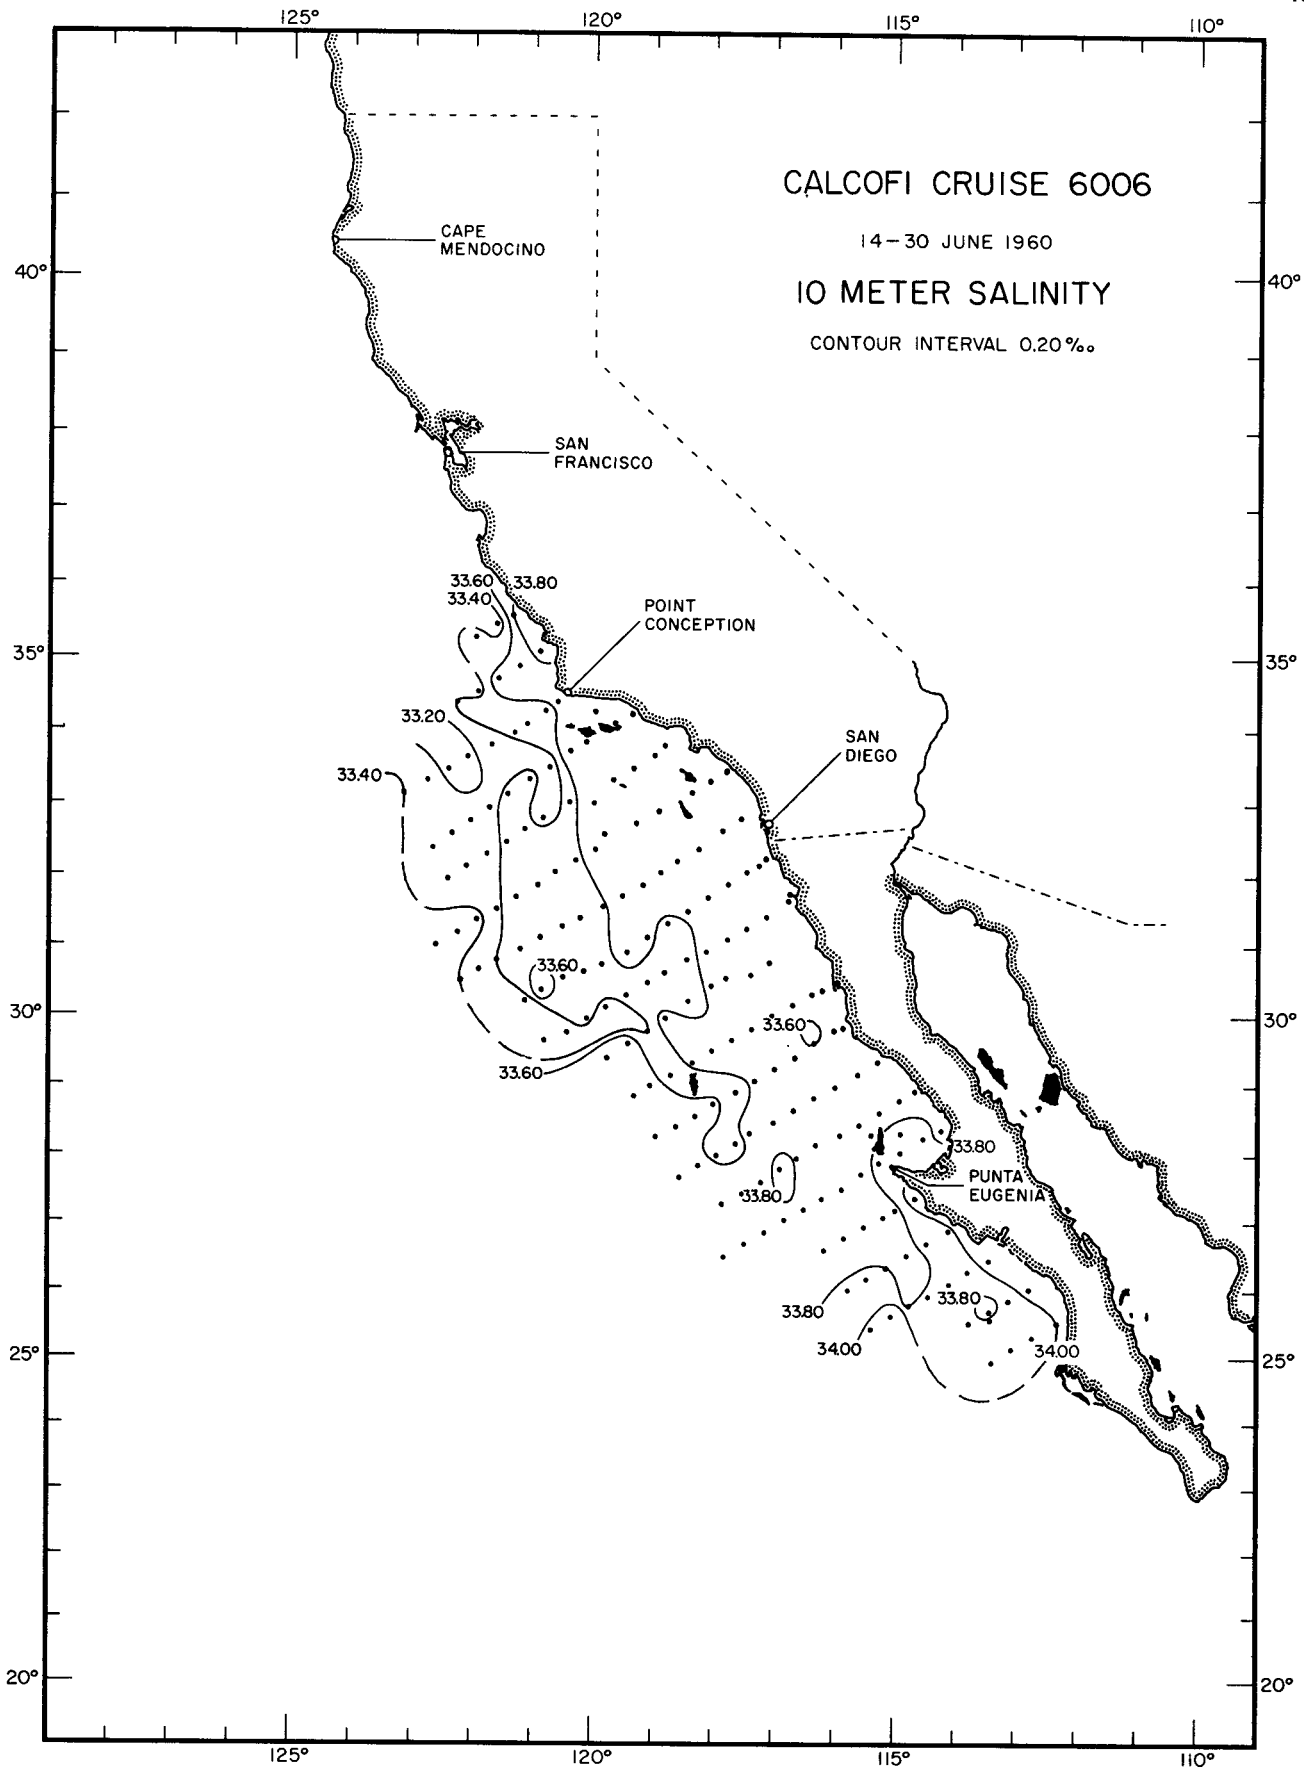 125°
120°
115°
110°
CALCOFI CRUISE 6006
14-30 JUNE 1960
10 METER SALINITY
CONTOUR INTERVAL 0.20‰
CAPE
MENDOCINO
40°
40°
SAN
FRANCISCO
33.60
33.80
33.40
POINT
CONCEPTION
35°
35°
33.20
SAN
DIEGO
33.40
33.60
30°
33.60
30°
33.60
33.80
PUNTA
EUGENIA
33.80
33.80
33.80
34.00
34.00
25°
25°
20°
20°
125°
120°
115°
110°